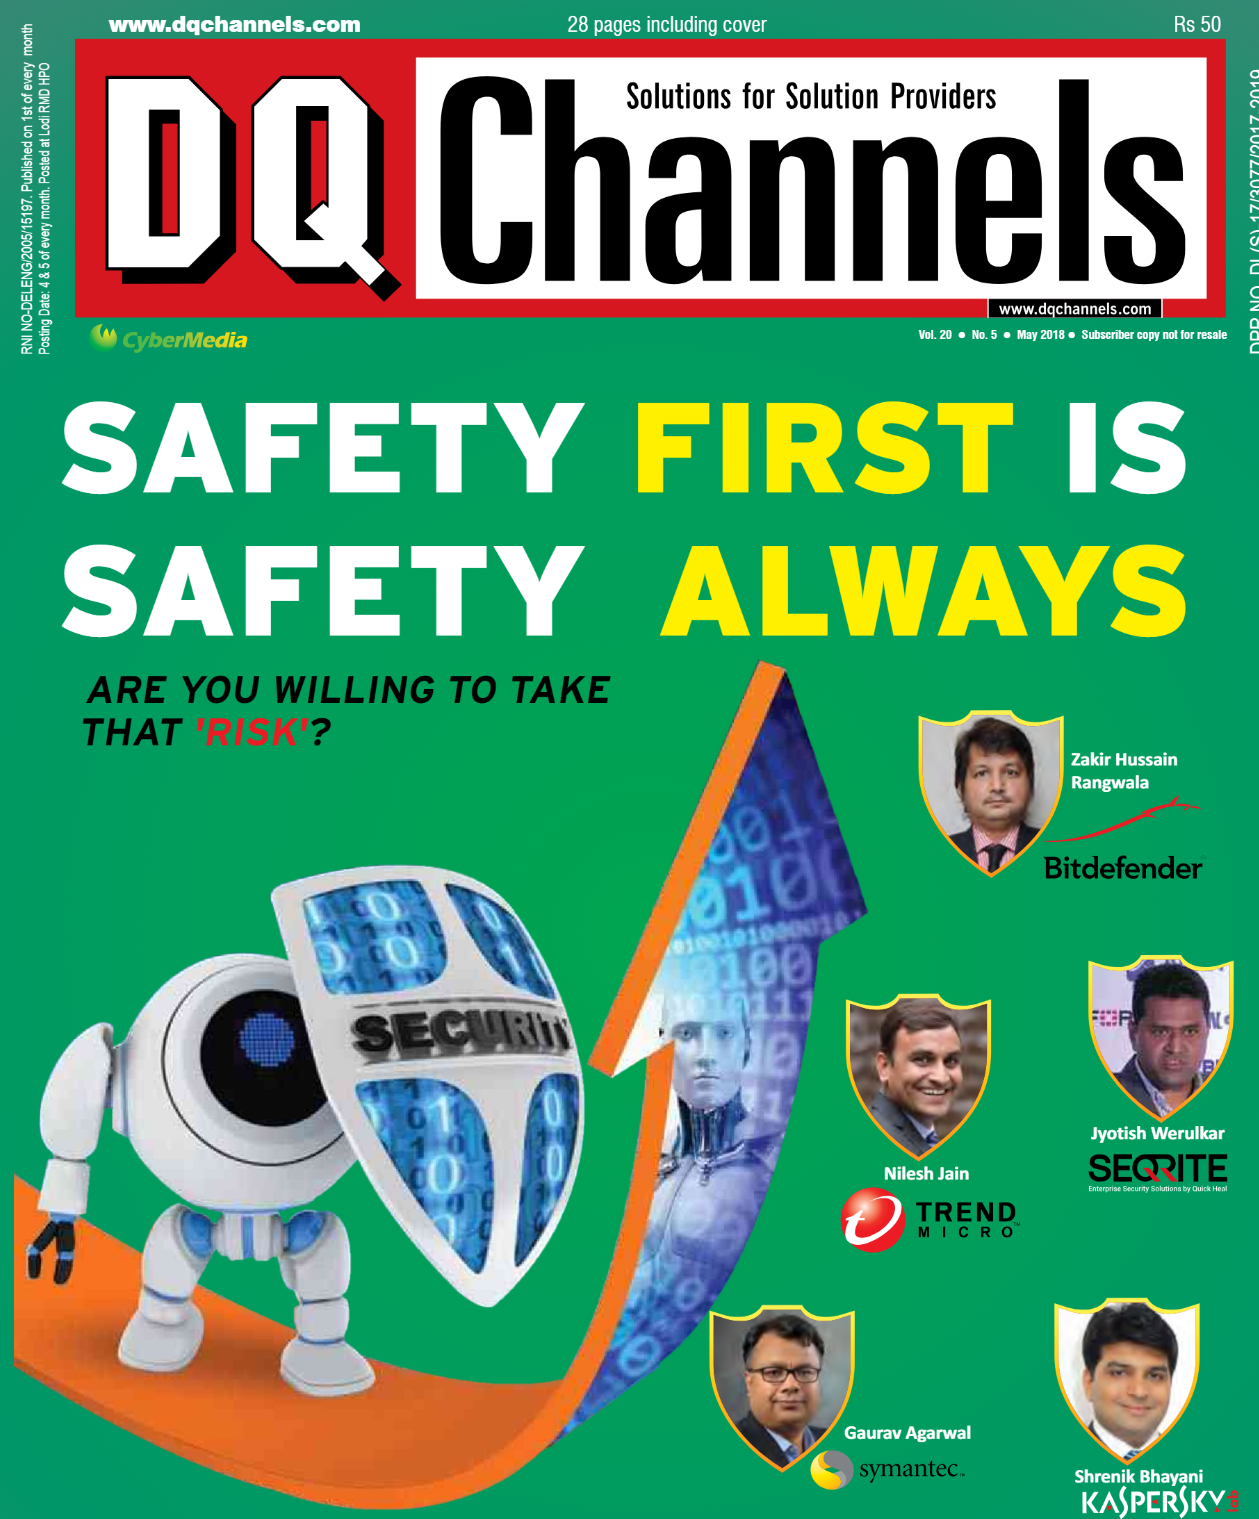 www.dqchannels.com
28 pages including cover
Rs 50
RNI NO-DELENG/2005/15197. Published on 1st of every month
Posting Date: 4 & 5 of every month. Posted at Lodi RMD HPO
DQ Channels
Solutions for Solution Providers
www.dqchannels.com
CyberMedia
Vol. 20 ● No. 5 ● May 2018 ● Subscriber copy not for resale
SAFETY FIRST IS
SAFETY ALWAYS
ARE YOU WILLING TO TAKE
THAT 'RISK'?
Zakir Hussain
Rangwala
Bitdefender
SECURITY
Nilesh Jain
TREND
MICRO™
Jyotish Werulkar
SEQRITE
Enterprise Security Solutions by Quick Heal
Gaurav Agarwal
symantec™
Shrenik Bhayani
KASPERSKY lab